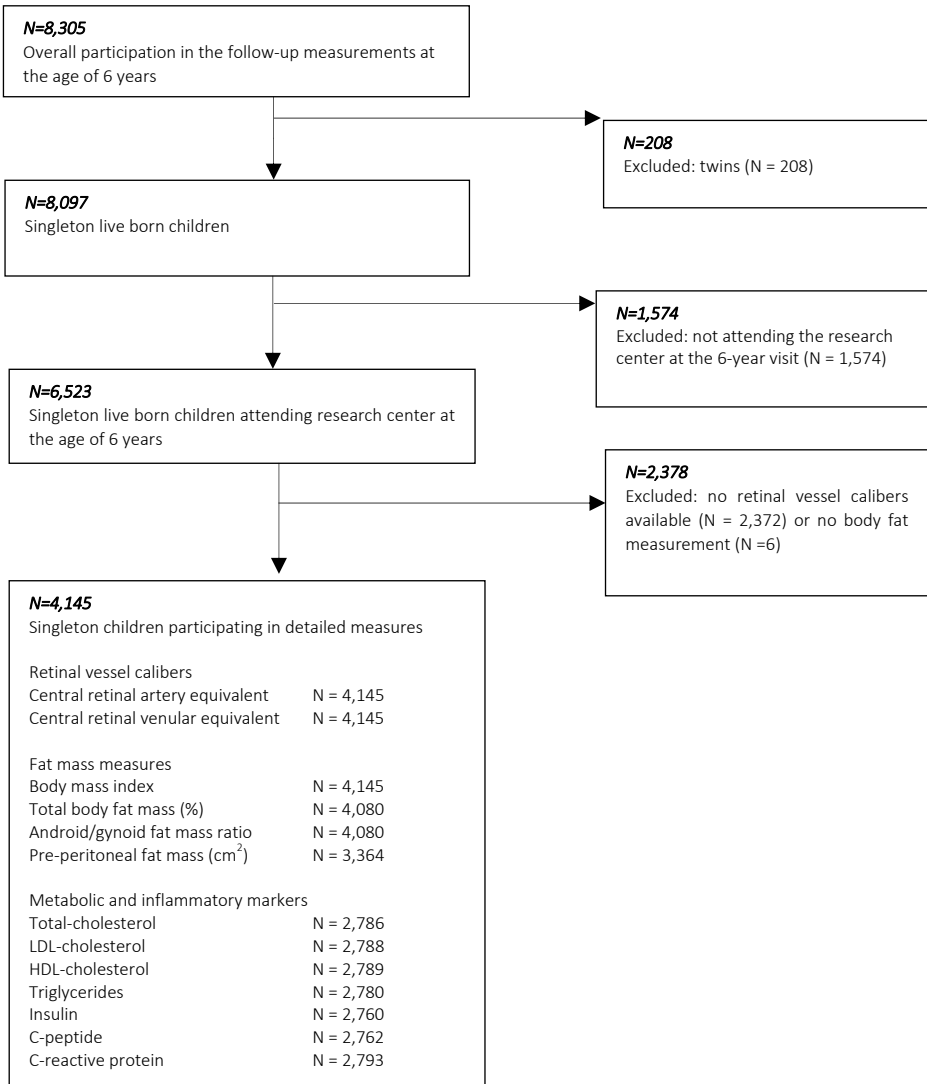 N=8,305
Overall participation in the follow-up measurements at
the age of 6 years
N=208
Excluded: twins (N = 208)
N=8,097
Singleton live born children
N=1,574
Excluded: not attending the research
center at the 6-year visit (N = 1,574)
N=6,523
Singleton live born children attending research center at
the age of 6 years
N=2,378
Excluded: no retinal vessel calibers
available (N = 2,372) or no body fat
measurement (N =6)
N=4,145
Singleton children participating in detailed measures
Retinal vessel calibers
Central retinal artery equivalent N = 4,145
Central retinal venular equivalent N = 4,145
Fat mass measures
Body mass index N = 4,145
Total body fat mass (%) N = 4,080
Android/gynoid fat mass ratio N = 4,080
Pre-peritoneal fat mass (cm²) N = 3,364
Metabolic and inflammatory markers
Total-cholesterol N = 2,786
LDL-cholesterol N = 2,788
HDL-cholesterol N = 2,789
Triglycerides N = 2,780
Insulin N = 2,760
C-peptide N = 2,762
C-reactive protein N = 2,793